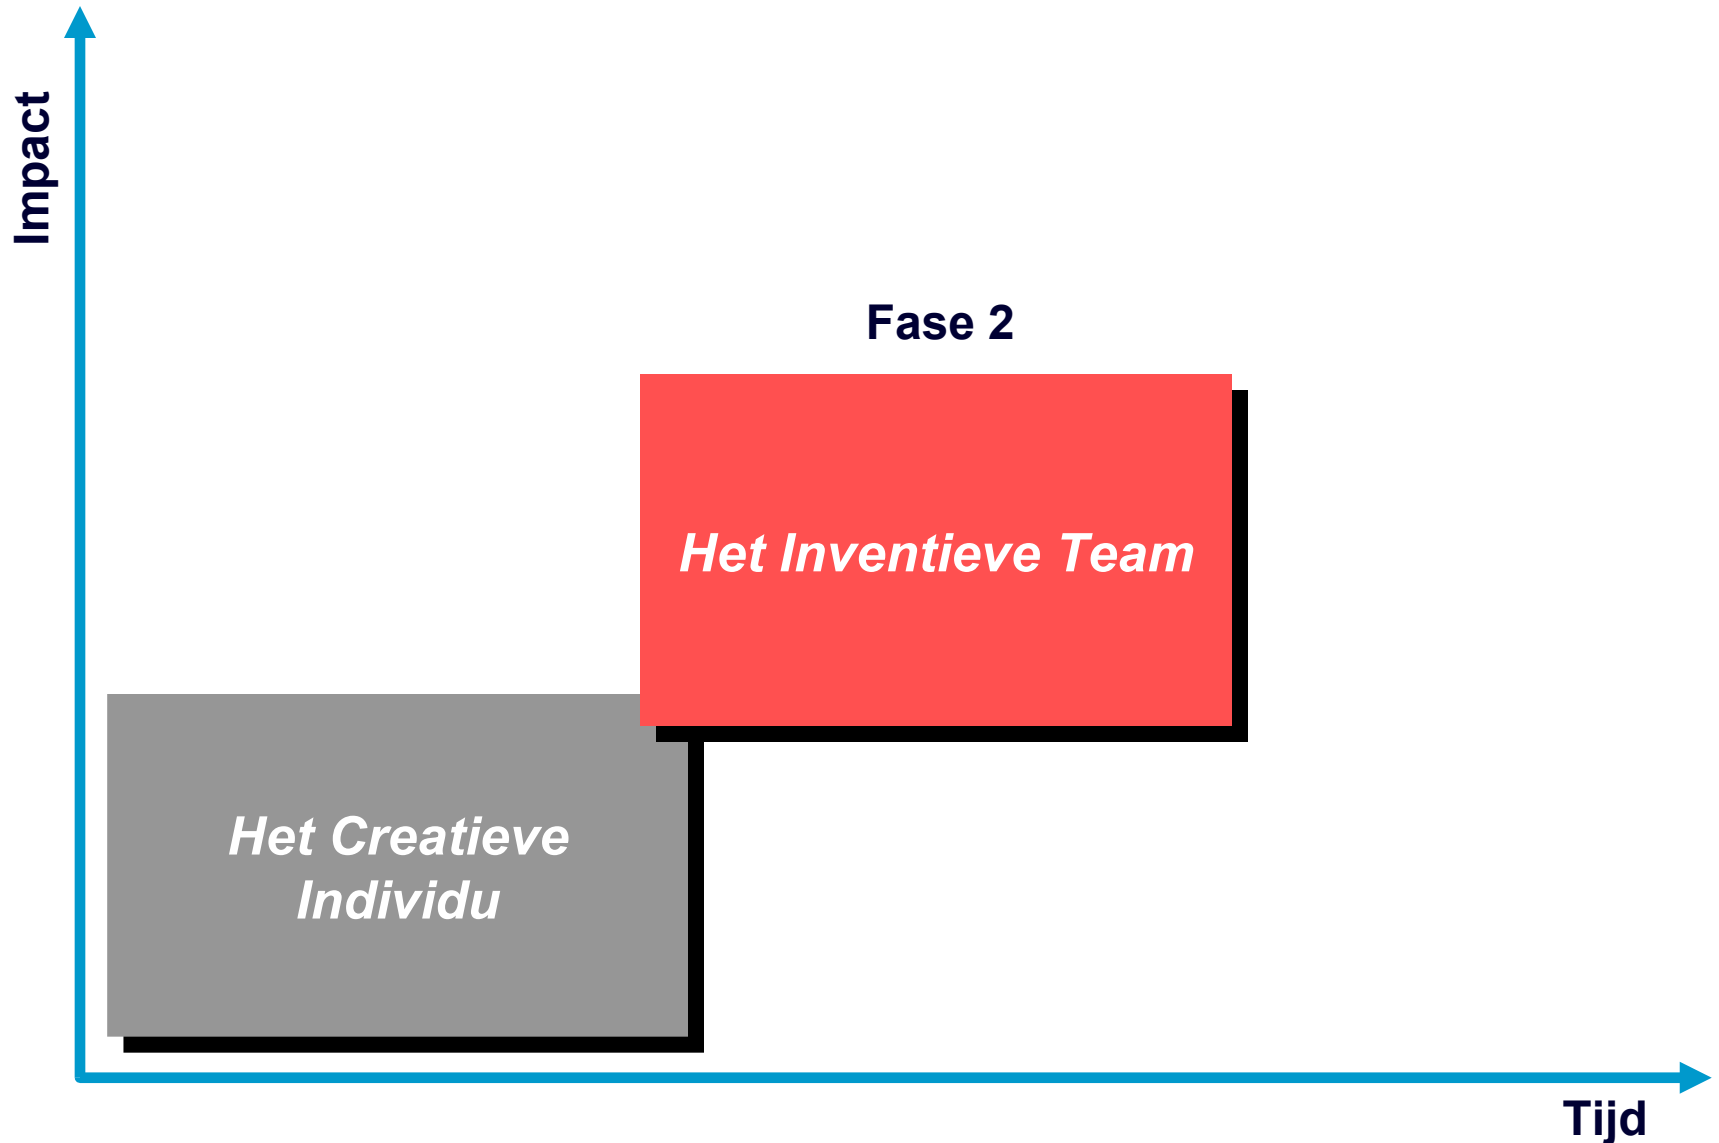 Impact
Fase 2
Het Inventieve Team
Het Creatieve
Individu
Tijd